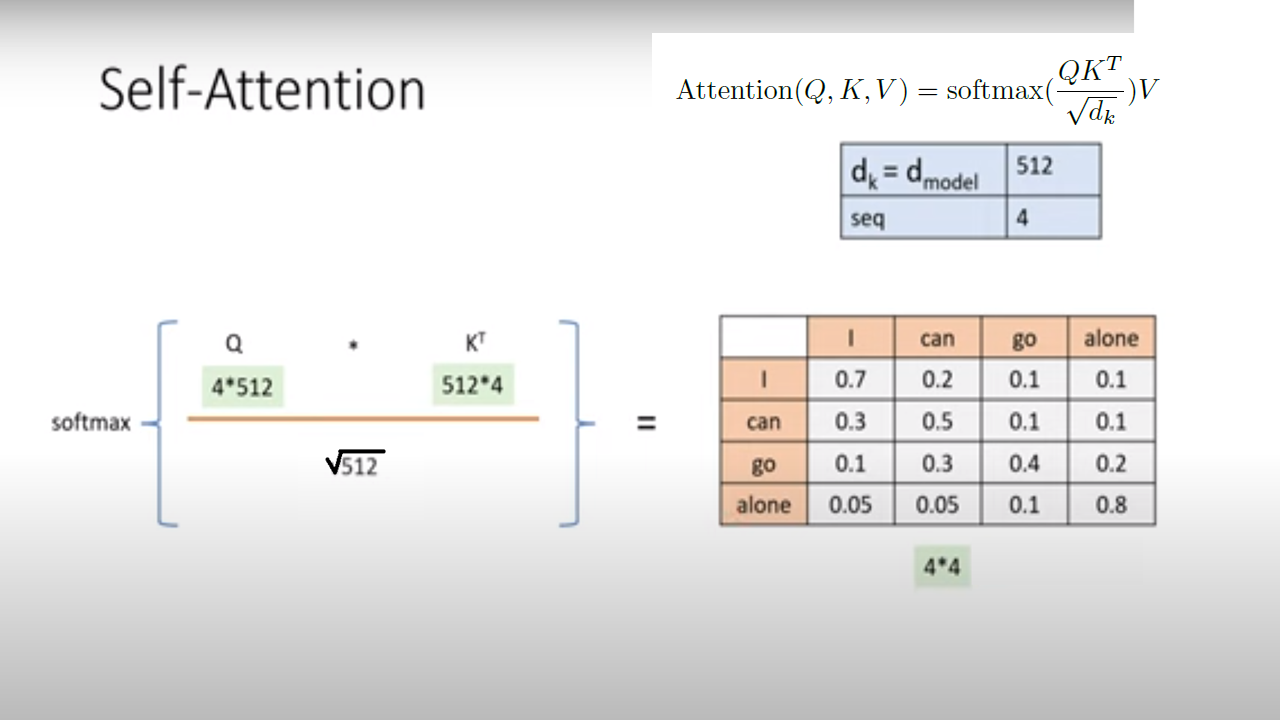 Self-Attention
Attention(Q, K, V) = softmax(QK^T/√d_k)V
d_k = d_model 512
seq 4
Q * K^T
4*512 512*4
softmax =
√512
I can go alone
I 0.7 0.2 0.1 0.1
can 0.3 0.5 0.1 0.1
go 0.1 0.3 0.4 0.2
alone 0.05 0.05 0.1 0.8
4*4